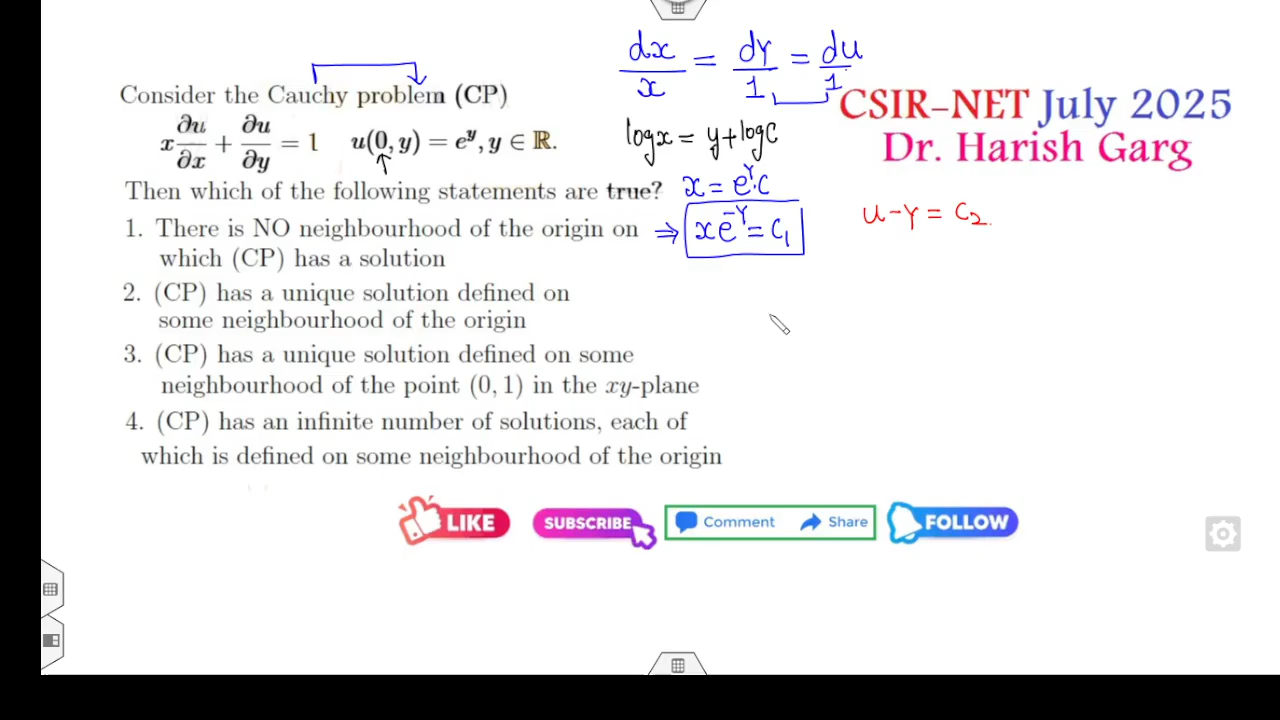 dx/x = dy/1 = du/1
Consider the Cauchy problem (CP)
x ∂u/∂x + ∂u/∂y = 1 u(0, y) = e^y, y ∈ ℝ.
Then which of the following statements are true?
1. There is NO neighbourhood of the origin on
which (CP) has a solution
2. (CP) has a unique solution defined on
some neighbourhood of the origin
3. (CP) has a unique solution defined on some
neighbourhood of the point (0, 1) in the xy-plane
4. (CP) has an infinite number of solutions, each of
which is defined on some neighbourhood of the origin
logx = y + logC
x = e^y·C
⇒ xe^-y = C₁
CSIR-NET July 2025
Dr. Harish Garg
u - y = C₂
LIKE SUBSCRIBE Comment Share FOLLOW